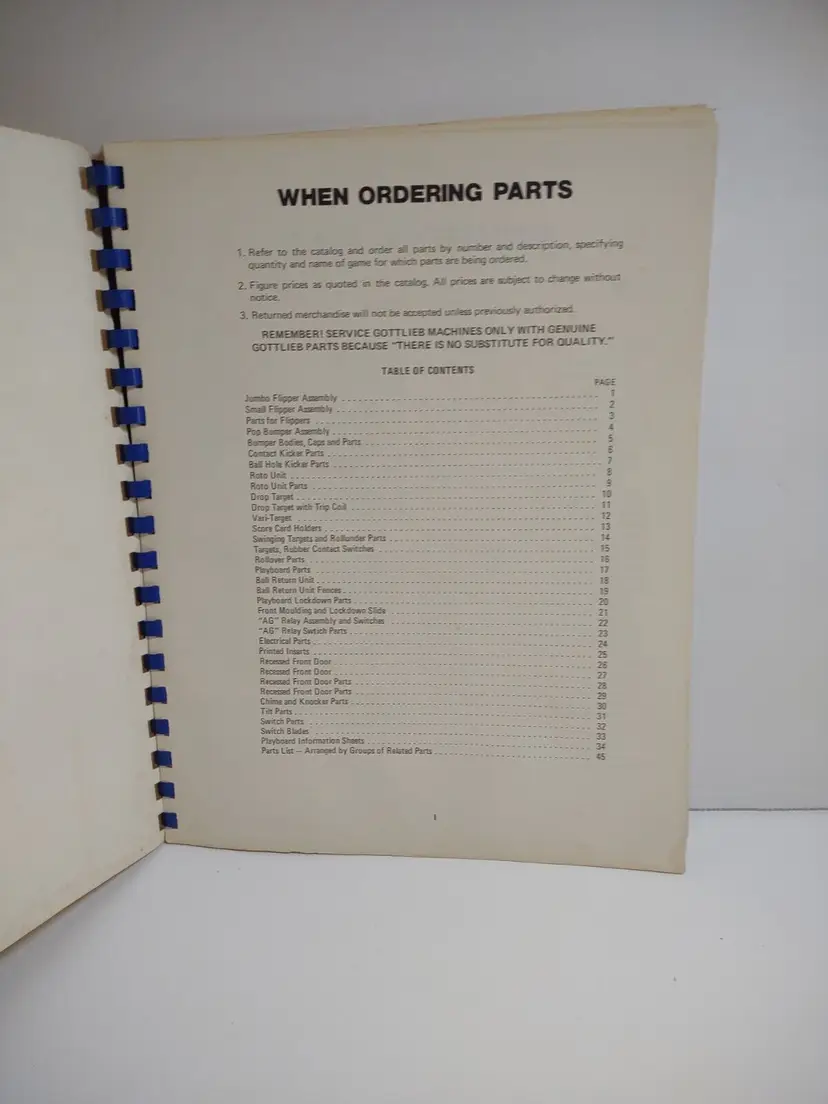 WHEN ORDERING PARTS
1. Refer to the catalog and order all parts by number and description, specifying
quantity and name of game for which parts are being ordered.
2. Figure prices as quoted in the catalog. All prices are subject to change without
notice.
3. Returned merchandise will not be accepted unless previously authorized.
REMEMBER! SERVICE GOTTLIEB MACHINES ONLY WITH GENUINE
GOTTLIEB PARTS BECAUSE "THERE IS NO SUBSTITUTE FOR QUALITY."
TABLE OF CONTENTS
PAGE
Jumbo Flipper Assembly 1
Small Flipper Assembly 2
Parts for Flippers 3
Pop Bumper Assembly 4
Bumper Bodies, Caps and Parts 5
Contact Kicker Parts 6
Ball Hole Kicker Parts 7
Roto Unit 8
Roto Unit Parts 9
Drop Target 10
Drop Target with Trip Coil 11
Vari-Target 12
Score Card Holders 13
Swinging Targets and Rollunder Parts 14
Targets, Rubber Contact Switches 15
Rollover Parts 16
Playboard Parts 17
Ball Return Unit 18
Ball Return Unit Fences 19
Playboard Lockdown Parts 20
Front Moulding and Lockdown Slide 21
"AG" Relay Assembly and Switches 22
"AG" Relay Swtich Parts 23
Electrical Parts 24
Printed Inserts 25
Recessed Front Door 26
Recessed Front Door 27
Recessed Front Door Parts 28
Recessed Front Door Parts 29
Chime and Knocker Parts 30
Tilt Parts 31
Switch Parts 32
Switch Blades 33
Playboard Information Sheets 34
Parts List — Arranged by Groups of Related Parts 45
I